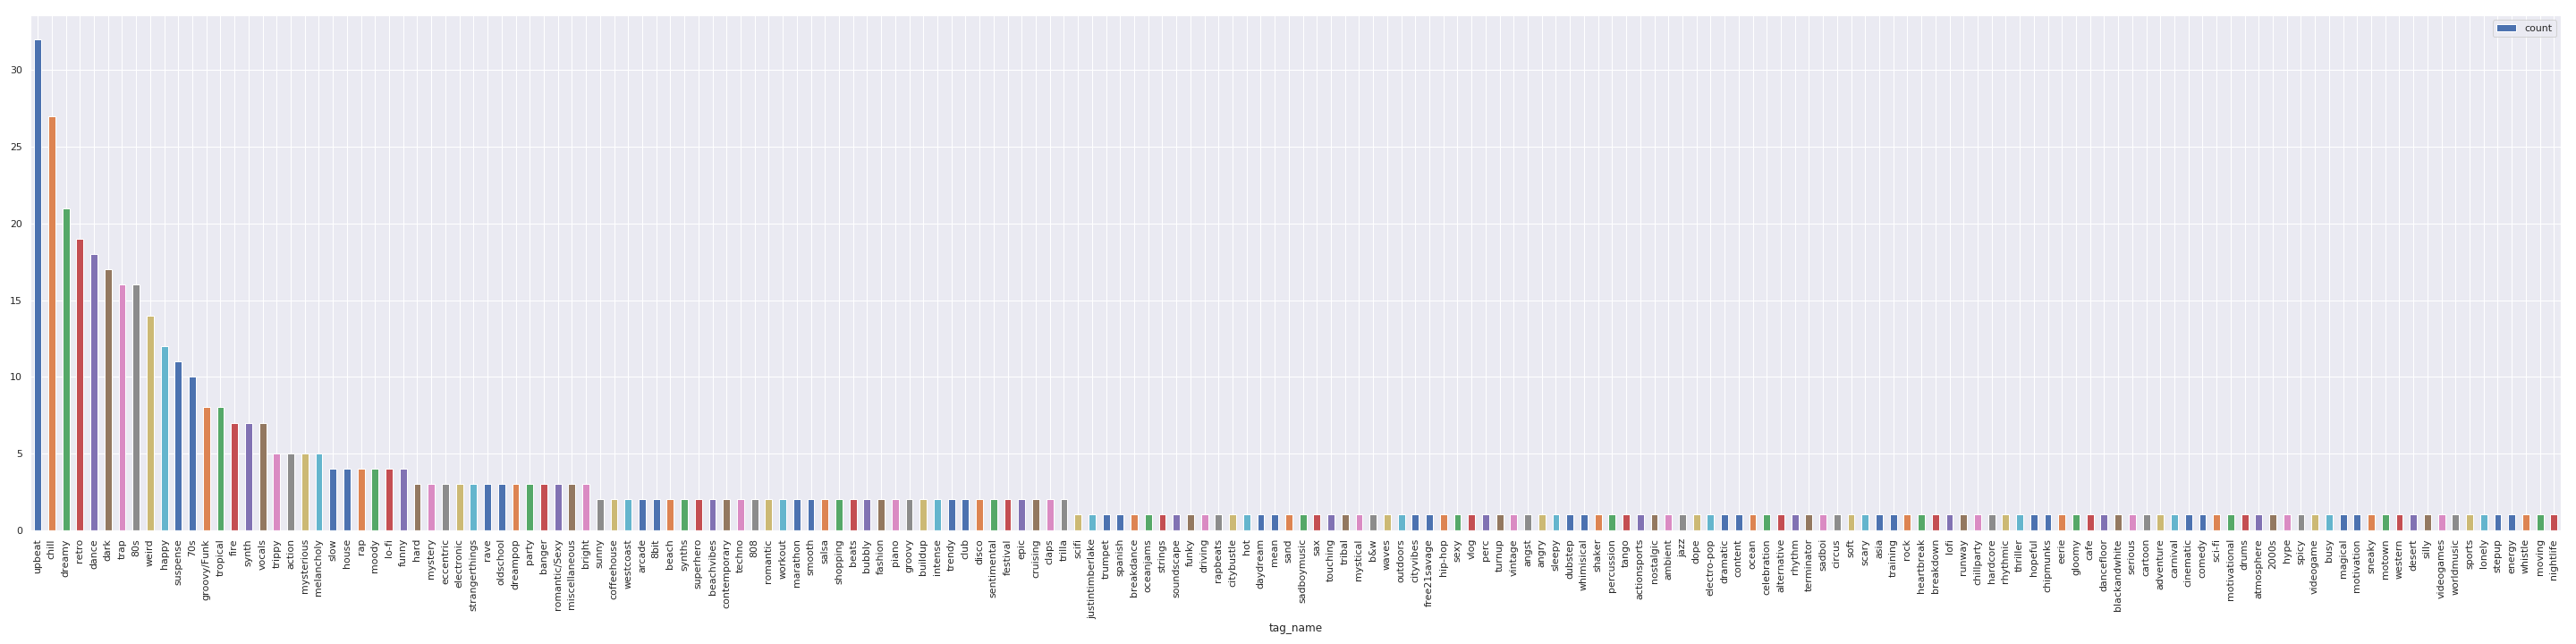 count
30
25
20
15
10
5
0
upbeat
chill
dreamy
retro
dance
dark
trap
80s
weird
happy
suspense
70s
groovy/Funk
tropical
fire
synth
vocals
trippy
action
mysterious
melancholy
slow
house
rap
moody
lo-fi
funny
hard
mystery
eccentric
electronic
strangerthings
rave
oldschool
dreampop
party
banger
romantic/Sexy
miscellaneous
bright
sunny
coffeehouse
westcoast
arcade
8bit
beach
synths
superhero
beachvibes
contemporary
techno
808
romantic
workout
marathon
smooth
salsa
shopping
beats
bubbly
fashion
piano
groovy
buildup
intense
trendy
club
disco
sentimental
festival
epic
cruising
claps
trilla
scifi
justintimberlake
trumpet
spanish
breakdance
oceanjams
strings
soundscape
funky
driving
rapbeats
citybustle
hot
daydream
mean
sand
sadboymusic
sax
touching
tribal
mystical
b&w
waves
outdoors
cityvibes
free21savage
hip-hop
sexy
vlog
perc
turnup
vintage
angst
angry
sleepy
dubstep
whimsical
shaker
percussion
tango
actionsports
nostalgic
ambient
jazz
dope
electro-pop
dramatic
content
ocean
celebration
alternative
rhythm
terminator
sadboi
circus
soft
scary
asia
training
rock
heartbreak
breakdown
lofi
runway
chillparty
hardcore
rhythmic
thriller
hopeful
chipmunks
eerie
gloomy
cafe
dancefloor
blackandwhite
serious
cartoon
adventure
carnival
cinematic
comedy
sci-fi
motivational
drums
atmosphere
2000s
hype
spicy
videogame
busy
magical
motivation
sneaky
motown
western
desert
silly
videogames
worldmusic
sports
lonely
stepup
energy
whistle
moving
nightlife
tag_name